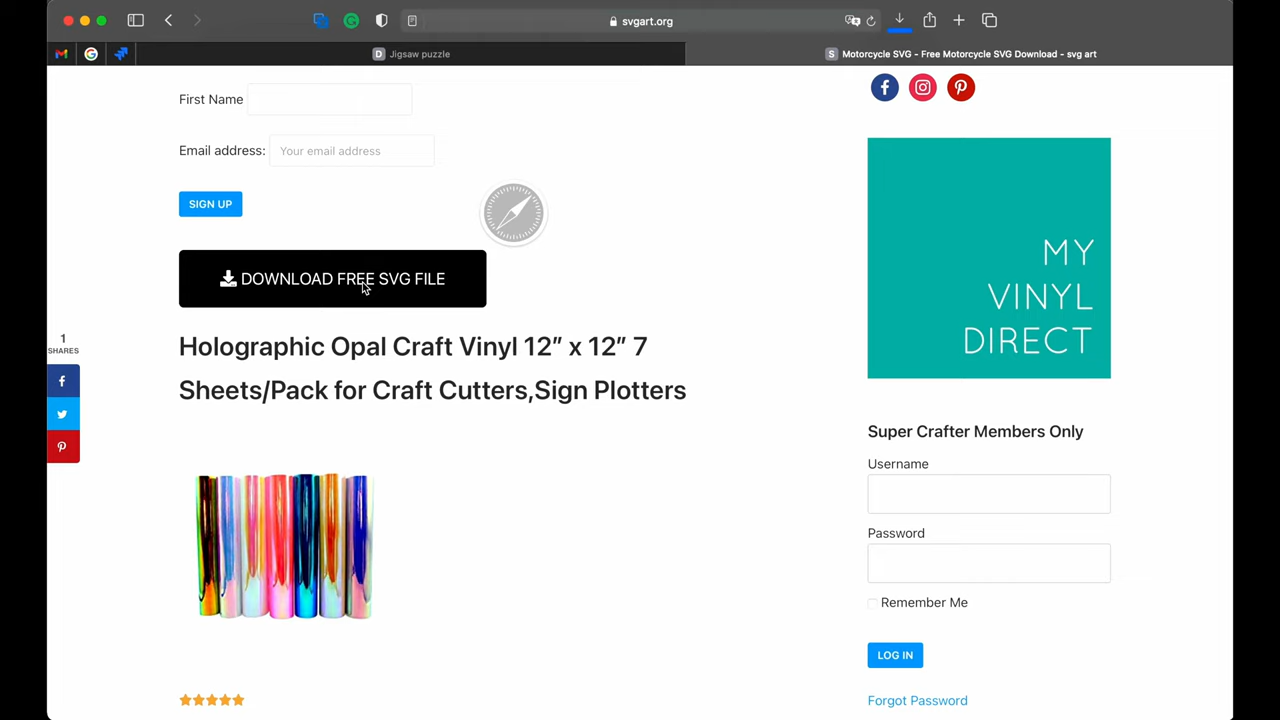 svgart.org
Jigsaw puzzle
Motorcycle SVG - Free Motorcycle SVG Download - svg art
First Name
Email address: Your email address
SIGN UP
DOWNLOAD FREE SVG FILE
Holographic Opal Craft Vinyl 12” x 12” 7
Sheets/Pack for Craft Cutters,Sign Plotters
1
SHARES
MY
VINYL
DIRECT
Super Crafter Members Only
Username
Password
Remember Me
LOG IN
Forgot Password